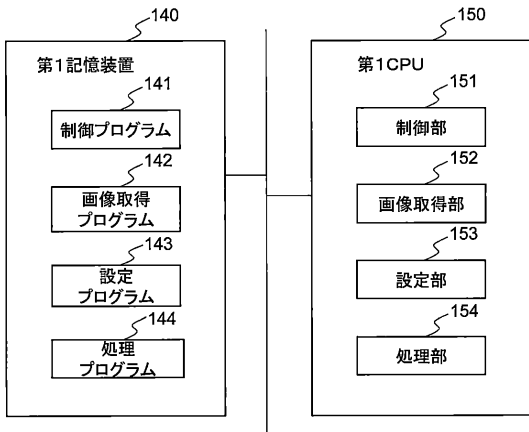 140
第1記憶装置
141
制御プログラム
142
画像取得
プログラム
143
設定
プログラム
144
処理
プログラム
150
第1CPU
151
制御部
152
画像取得部
153
設定部
154
処理部